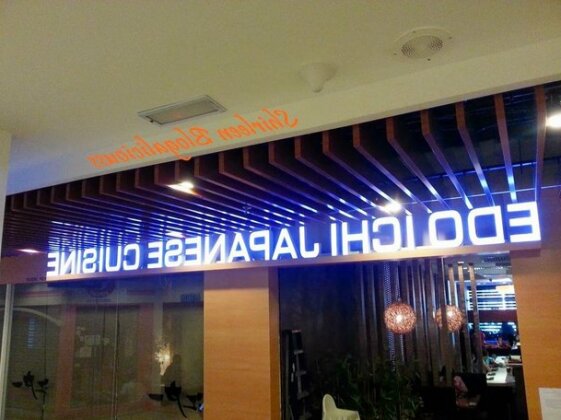 Shirleen Blogalicious
EDO ICHI JAPANESE CUISINE